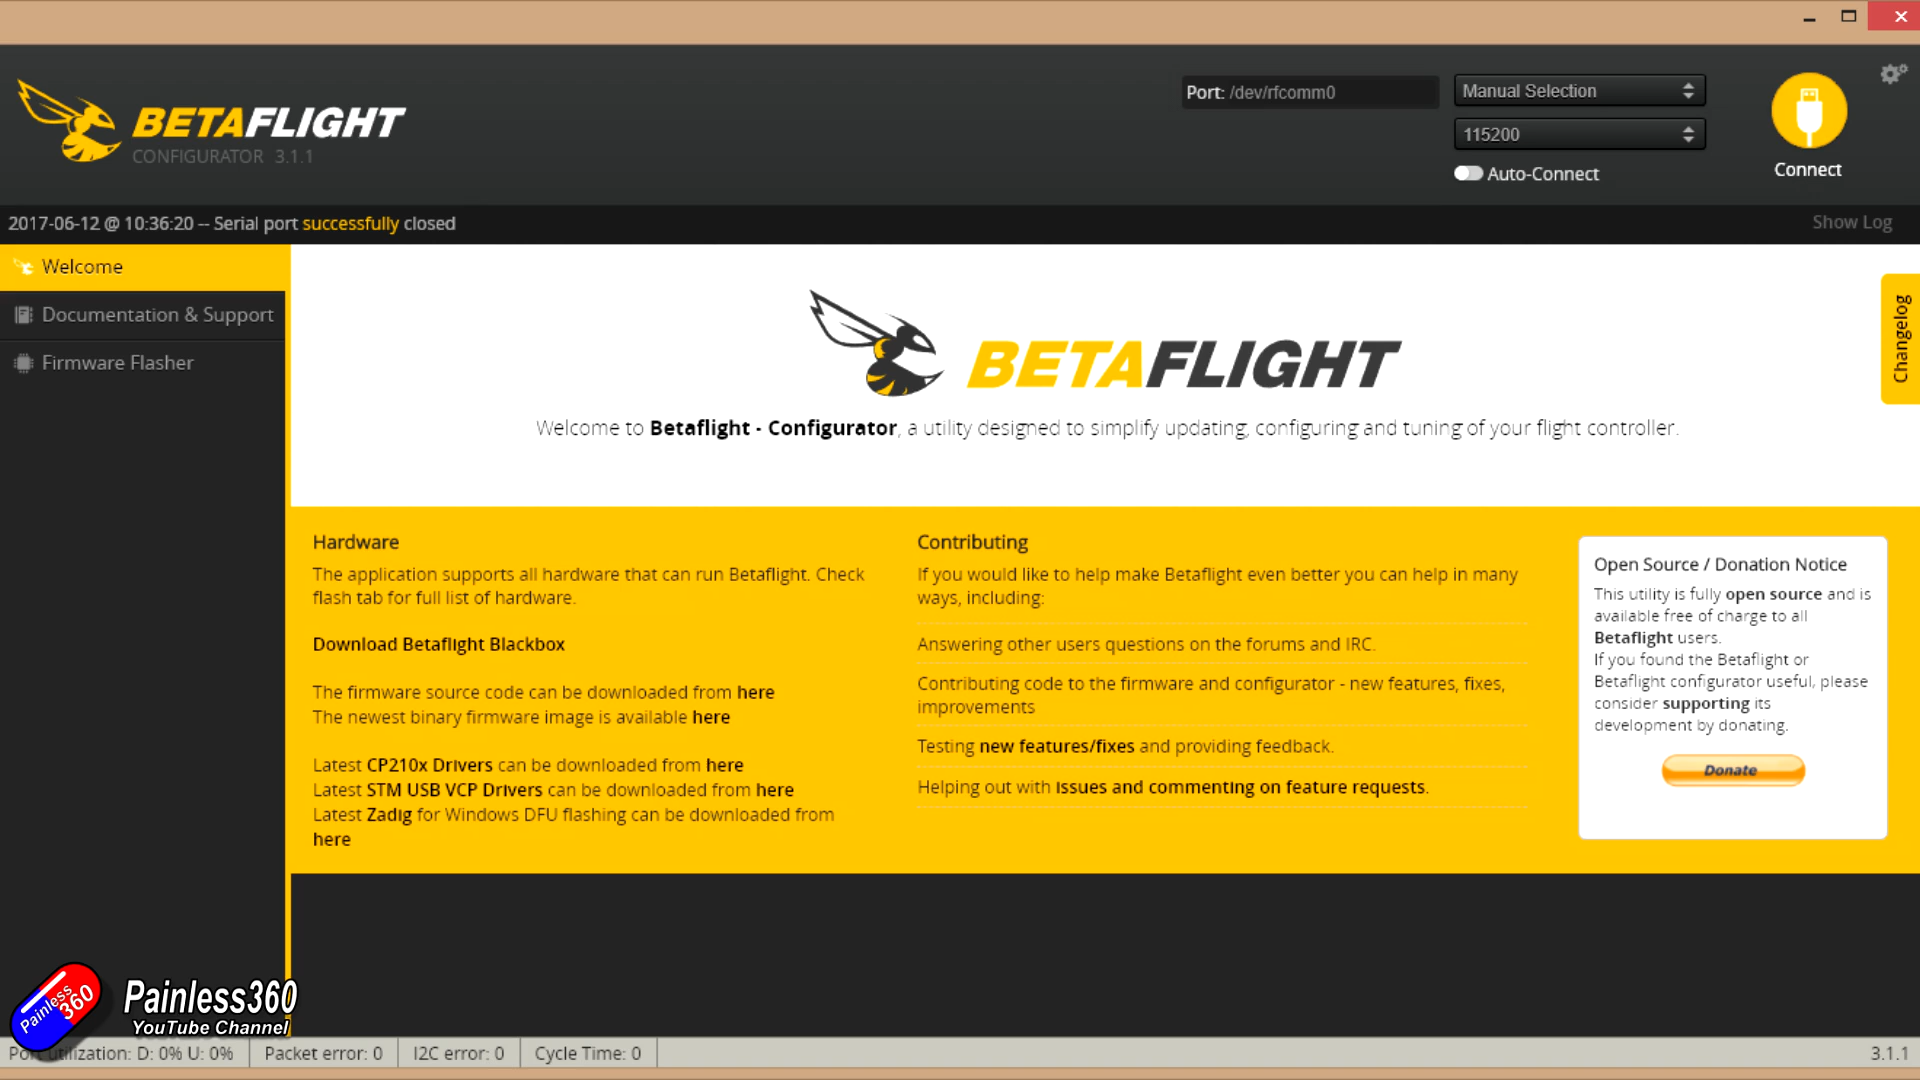 BETAFLIGHT
CONFIGURATOR 3.1.1
Port: /dev/rfcomm0
Manual Selection
115200
Auto-Connect
Connect
2017-06-12 @ 10:36:20 -- Serial port successfully closed
Show Log
Welcome
Documentation & Support
Firmware Flasher
Changelog
BETAFLIGHT
Welcome to Betaflight - Configurator, a utility designed to simplify updating, configuring and tuning of your flight controller.
Hardware
The application supports all hardware that can run Betaflight. Check
flash tab for full list of hardware.
Download Betaflight Blackbox
The firmware source code can be downloaded from here
The newest binary firmware image is available here
Latest CP210x Drivers can be downloaded from here
Latest STM USB VCP Drivers can be downloaded from here
Latest Zadig for Windows DFU flashing can be downloaded from
here
Contributing
If you would like to help make Betaflight even better you can help in many
ways, including:
Answering other users questions on the forums and IRC.
Contributing code to the firmware and configurator - new features, fixes,
improvements
Testing new features/fixes and providing feedback.
Helping out with issues and commenting on feature requests.
Open Source / Donation Notice
This utility is fully open source and is
available free of charge to all
Betaflight users.
If you found the Betaflight or
Betaflight configurator useful, please
consider supporting its
development by donating.
Donate
Painless
360
Painless360
YouTube Channel
Port utilization: D: 0% U: 0%
Packet error: 0
I2C error: 0
Cycle Time: 0
3.1.1